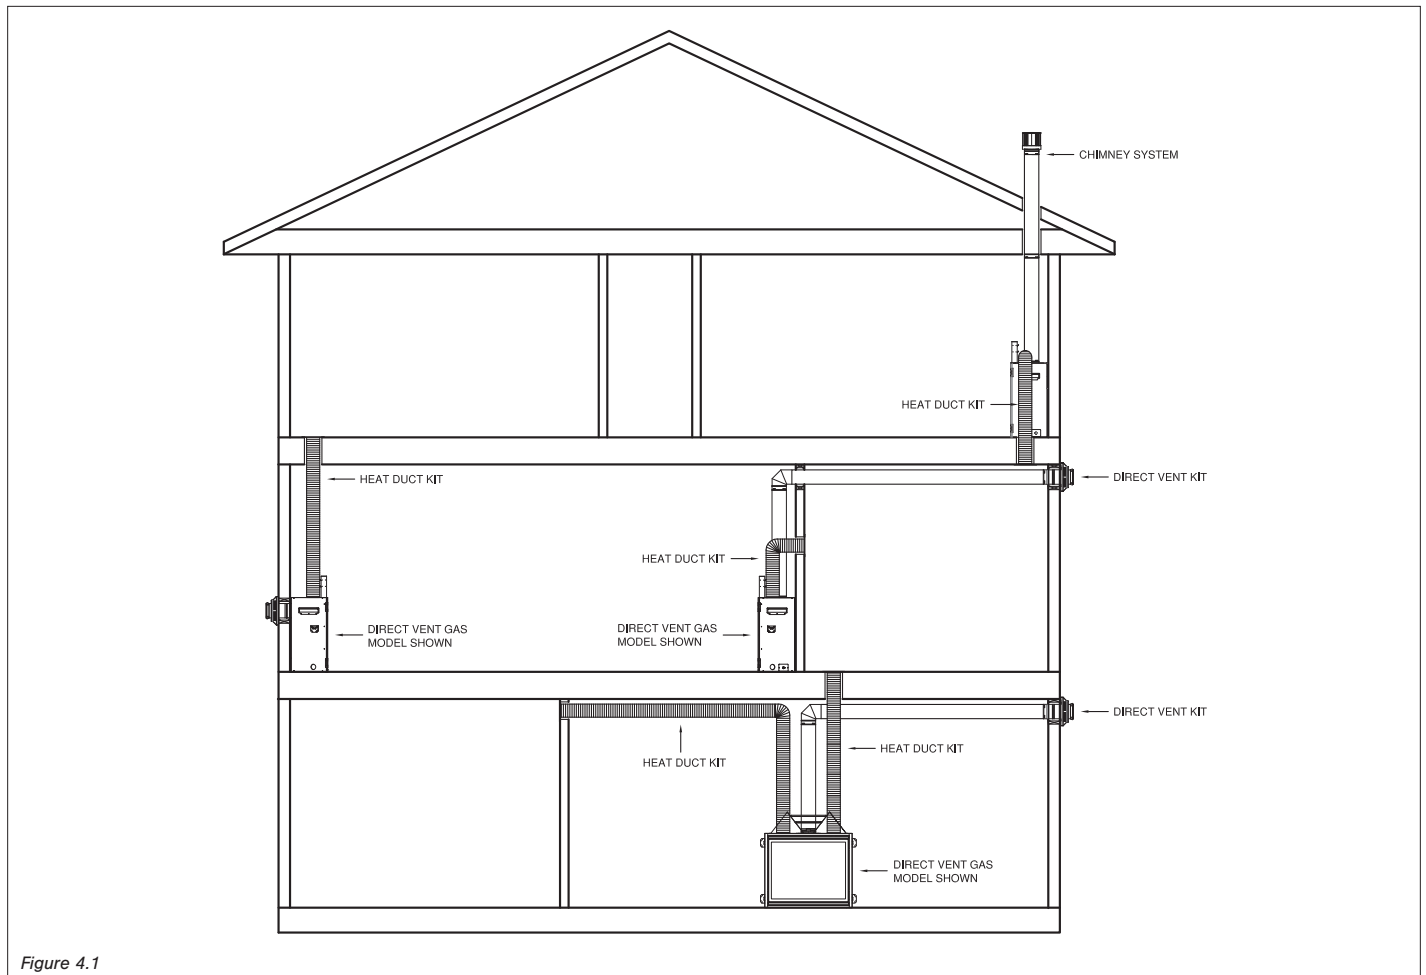 CHIMNEY SYSTEM
HEAT DUCT KIT
HEAT DUCT KIT
DIRECT VENT KIT
HEAT DUCT KIT
DIRECT VENT GAS
MODEL SHOWN
DIRECT VENT GAS
MODEL SHOWN
DIRECT VENT KIT
HEAT DUCT KIT
HEAT DUCT KIT
DIRECT VENT GAS
MODEL SHOWN
Figure 4.1